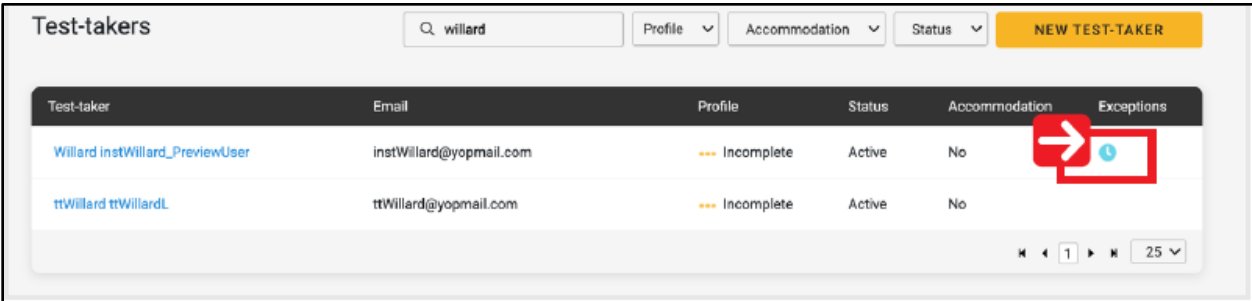 Test-takers willard Profile Accommodation Status NEW TEST-TAKER
Test-taker Email Profile Status Accommodation Exceptions
Willard instWillard_PreviewUser instWillard@yopmail.com Incomplete Active No
ttWillard ttWillardL ttWillard@yopmail.com Incomplete Active No
1 25